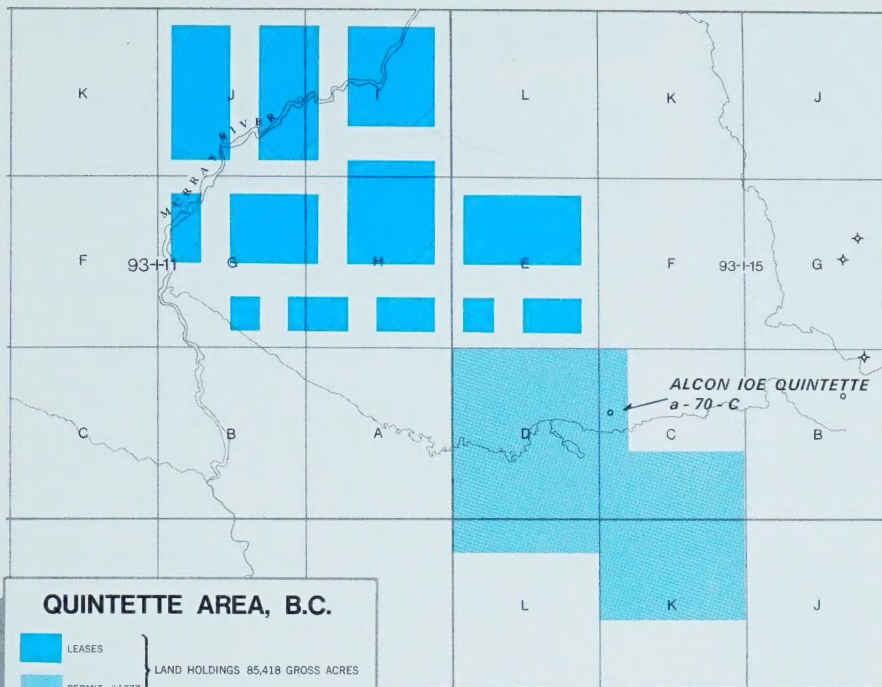 K J I L K J
MURRAY RIVER
F 93-I-11 G H E F 93-I-15 G
ALCON IOE QUINTETTE
a - 70 - C
C B A D C B
QUINTETTE AREA, B.C.
L K J
LEASES
LAND HOLDINGS 85,418 GROSS ACRES